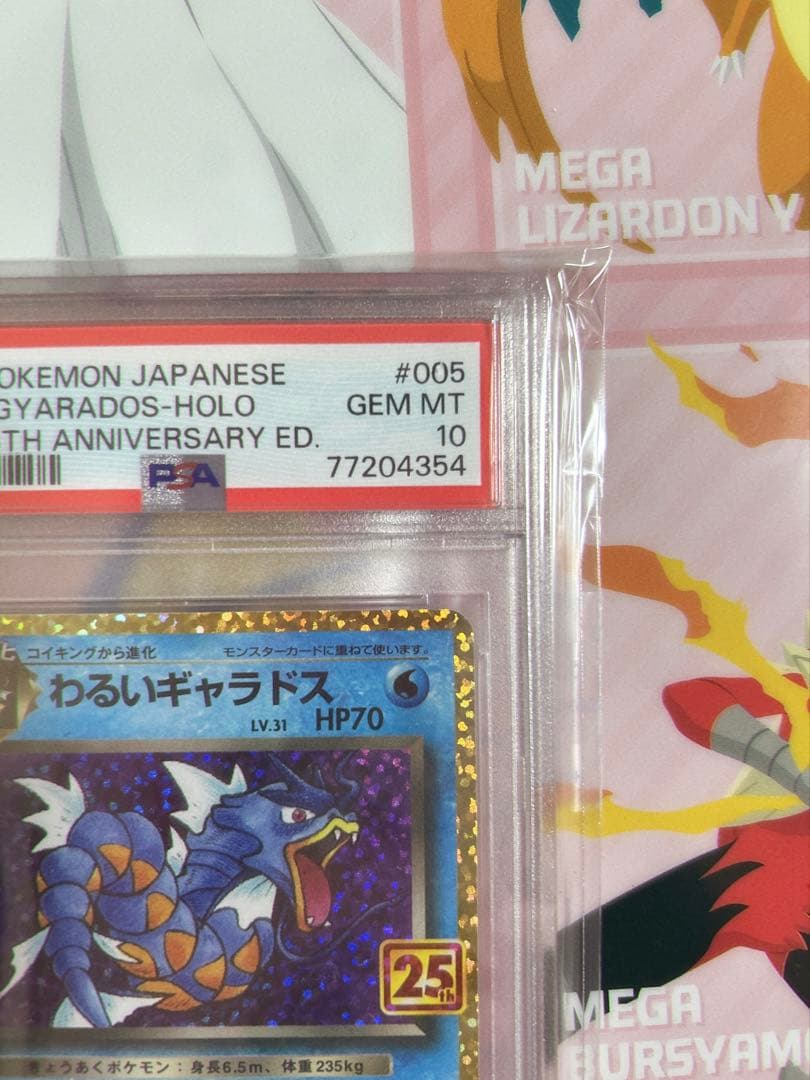 MEGA
LIZARDON Y
OKEMON JAPANESE
#005
GYARADOS-HOLO
GEM MT
TH ANNIVERSARY ED.
10
PSA
77204354
コイキングから進化
モンスターカードに重ねて使います。
わるいギャラドス
LV.31 HP70
25th
きょうあくポケモン：身長6.5m、体重235kg
MEGA
BURSYAM